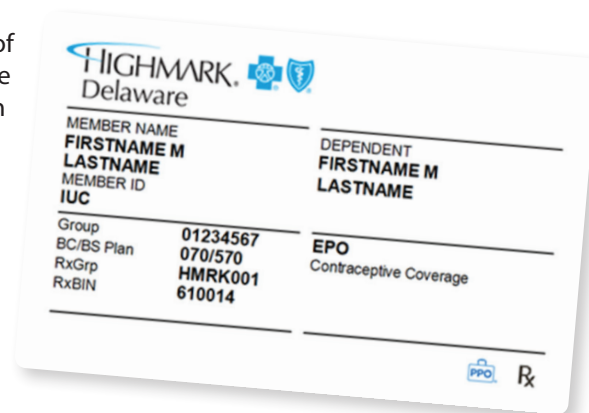 of
e
n
HIGHMARK.
Delaware
MEMBER NAME
FIRSTNAME M
LASTNAME
MEMBER ID
IUC
DEPENDENT
FIRSTNAME M
LASTNAME
Group 01234567
BC/BS Plan 070/570
RxGrp HMRK001
RxBIN 610014
EPO
Contraceptive Coverage
PPO
Rx